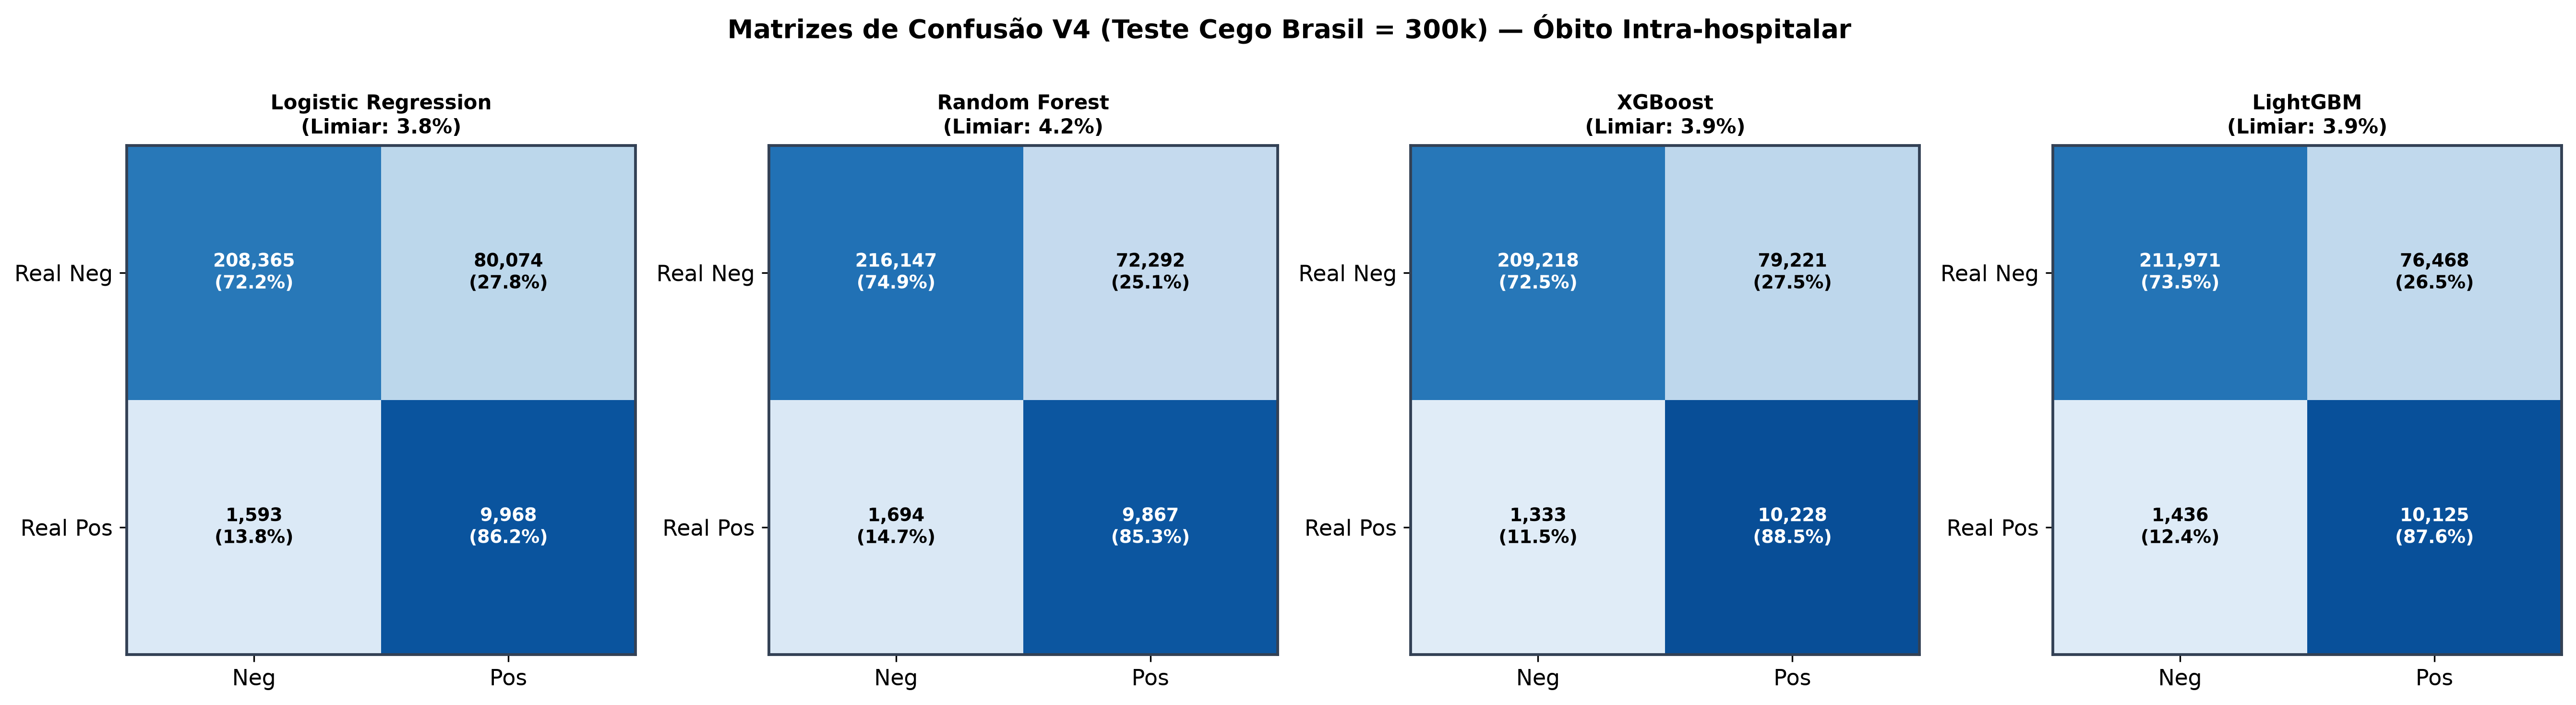 Matrizes de Confusão V4 (Teste Cego Brasil = 300k) — Óbito Intra-hospitalar
Logistic Regression
(Limiar: 3.8%)
Real Neg
208,365
(72.2%)
80,074
(27.8%)
Real Pos
1,593
(13.8%)
9,968
(86.2%)
Neg
Pos
Random Forest
(Limiar: 4.2%)
Real Neg
216,147
(74.9%)
72,292
(25.1%)
Real Pos
1,694
(14.7%)
9,867
(85.3%)
Neg
Pos
XGBoost
(Limiar: 3.9%)
Real Neg
209,218
(72.5%)
79,221
(27.5%)
Real Pos
1,333
(11.5%)
10,228
(88.5%)
Neg
Pos
LightGBM
(Limiar: 3.9%)
Real Neg
211,971
(73.5%)
76,468
(26.5%)
Real Pos
1,436
(12.4%)
10,125
(87.6%)
Neg
Pos